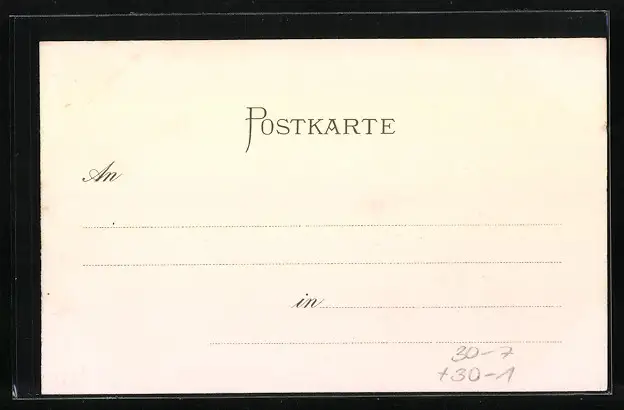 POSTKARTE
An
in
30-7
+30-1